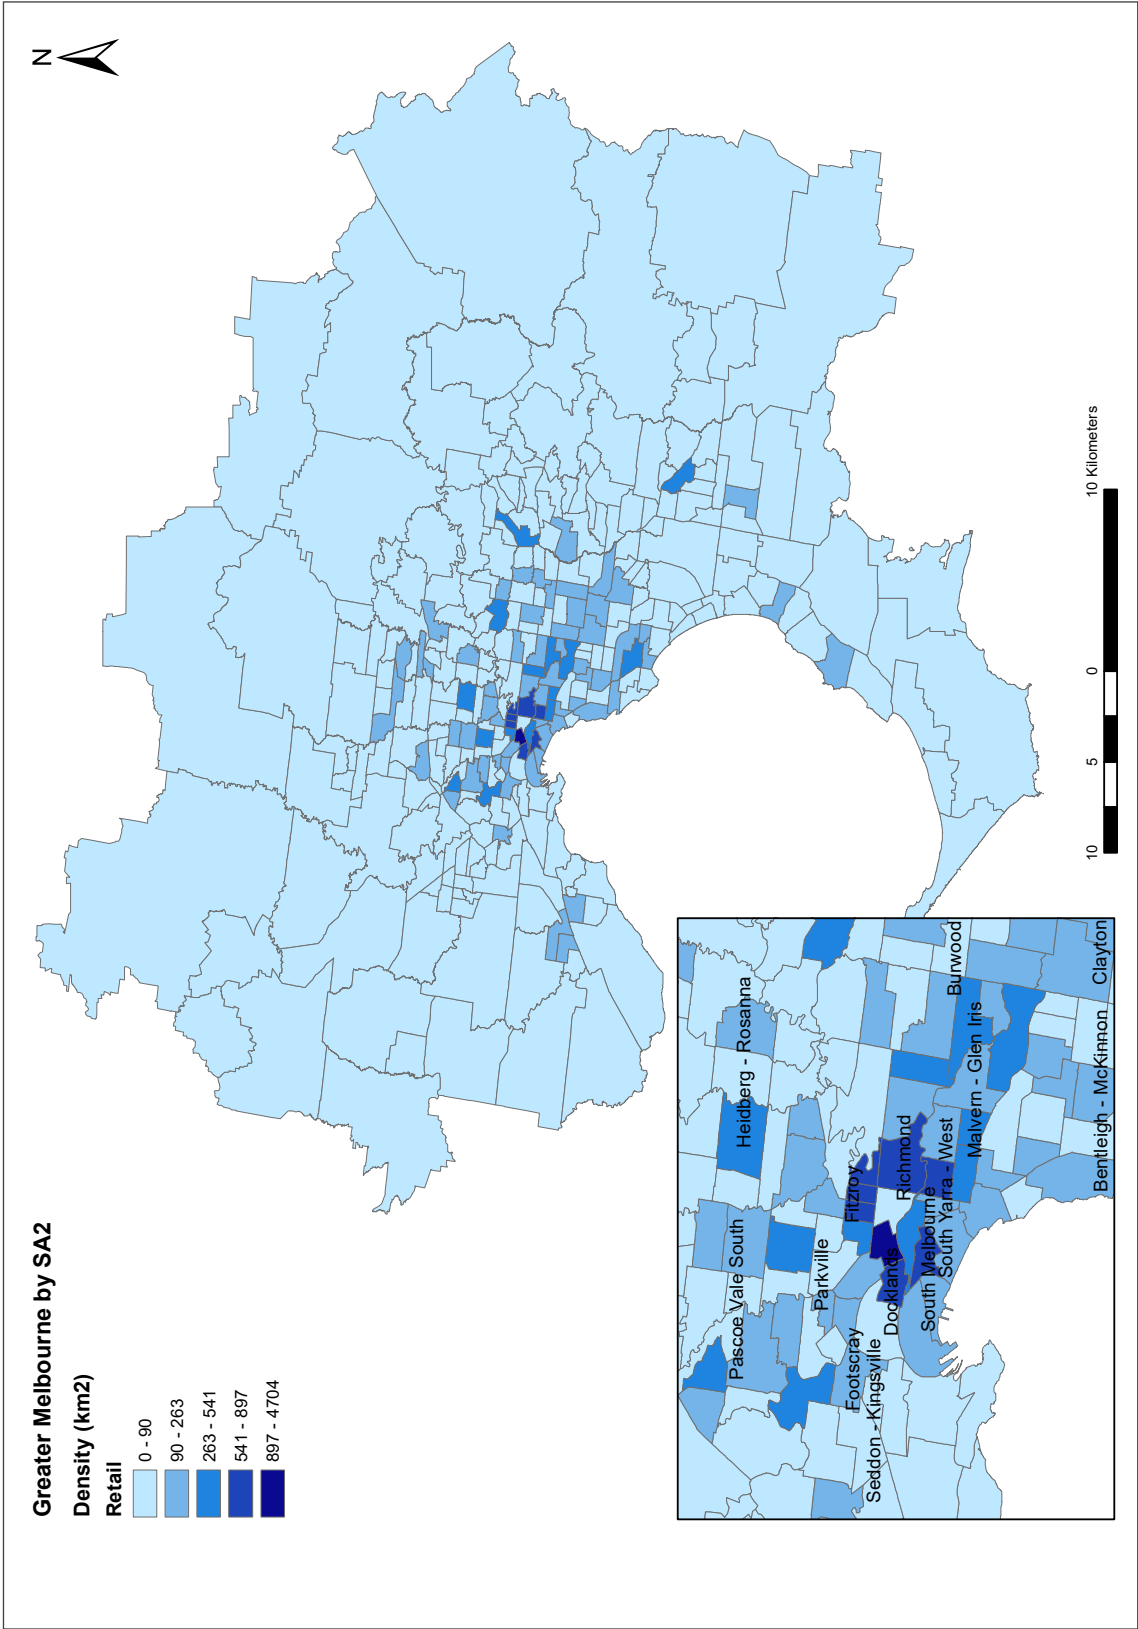 Greater Melbourne by SA2
Density (km2)
Retail
0 - 90
90 - 263
263 - 541
541 - 897
897 - 4704
N
Pascoe Vale South
Heidberg - Rosanna
Parkville
Footscray
Fitzroy
Seddon - Kingsville
Docklands
Richmond
South Melbourne
South Yarra - West
Burwood
Malvern - Glen Iris
Bentleigh - McKinnon
Clayton
10
5
0
10 Kilometers